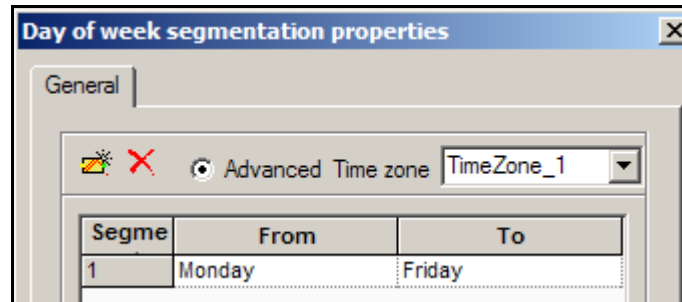 Day of week segmentation properties
General
Advanced Time zone TimeZone_1
Segme From To
1 Monday Friday